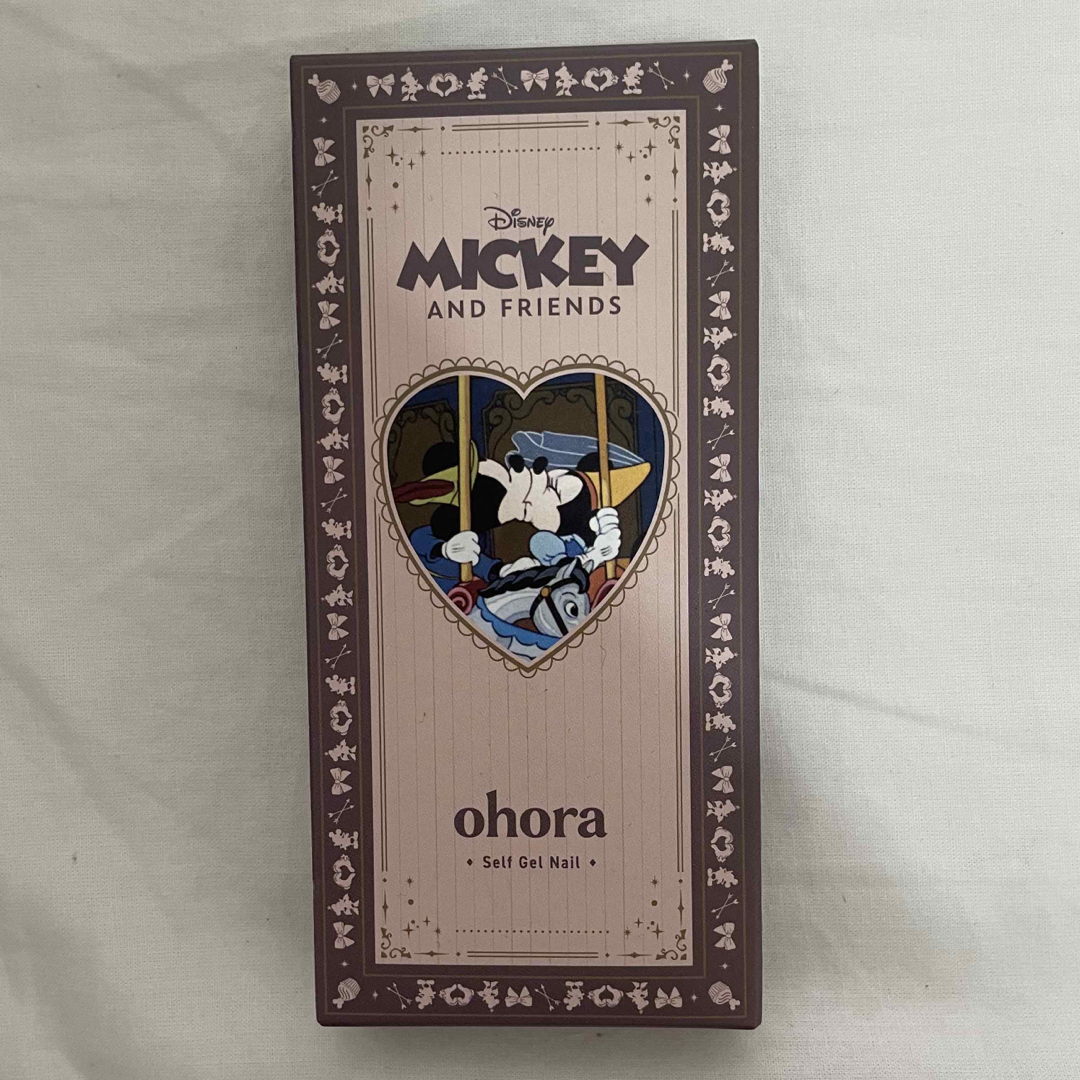 Disney
MICKEY
AND FRIENDS
ohora
Self Gel Nail